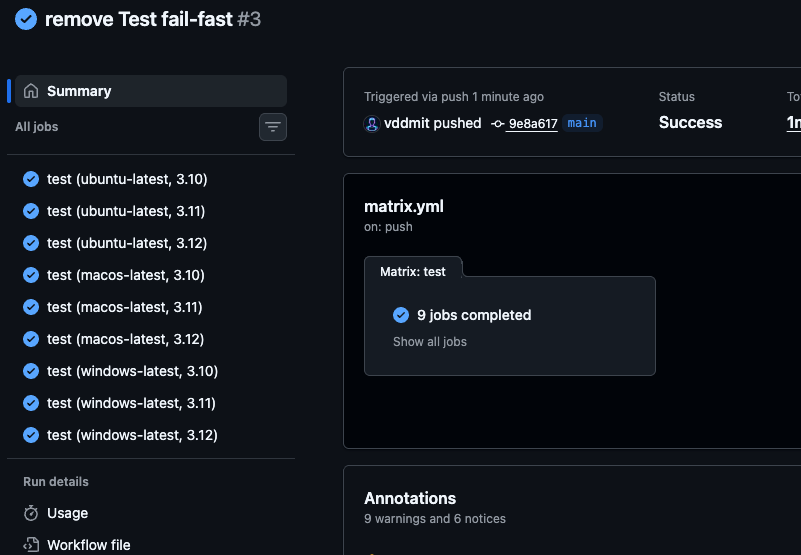 remove Test fail-fast #3
Summary
All jobs
test (ubuntu-latest, 3.10)
test (ubuntu-latest, 3.11)
test (ubuntu-latest, 3.12)
test (macos-latest, 3.10)
test (macos-latest, 3.11)
test (macos-latest, 3.12)
test (windows-latest, 3.10)
test (windows-latest, 3.11)
test (windows-latest, 3.12)
Run details
Usage
Workflow file
Triggered via push 1 minute ago
vddmit pushed 9e8a617 main
Status
Success
matrix.yml
on: push
Matrix: test
9 jobs completed
Show all jobs
Annotations
9 warnings and 6 notices